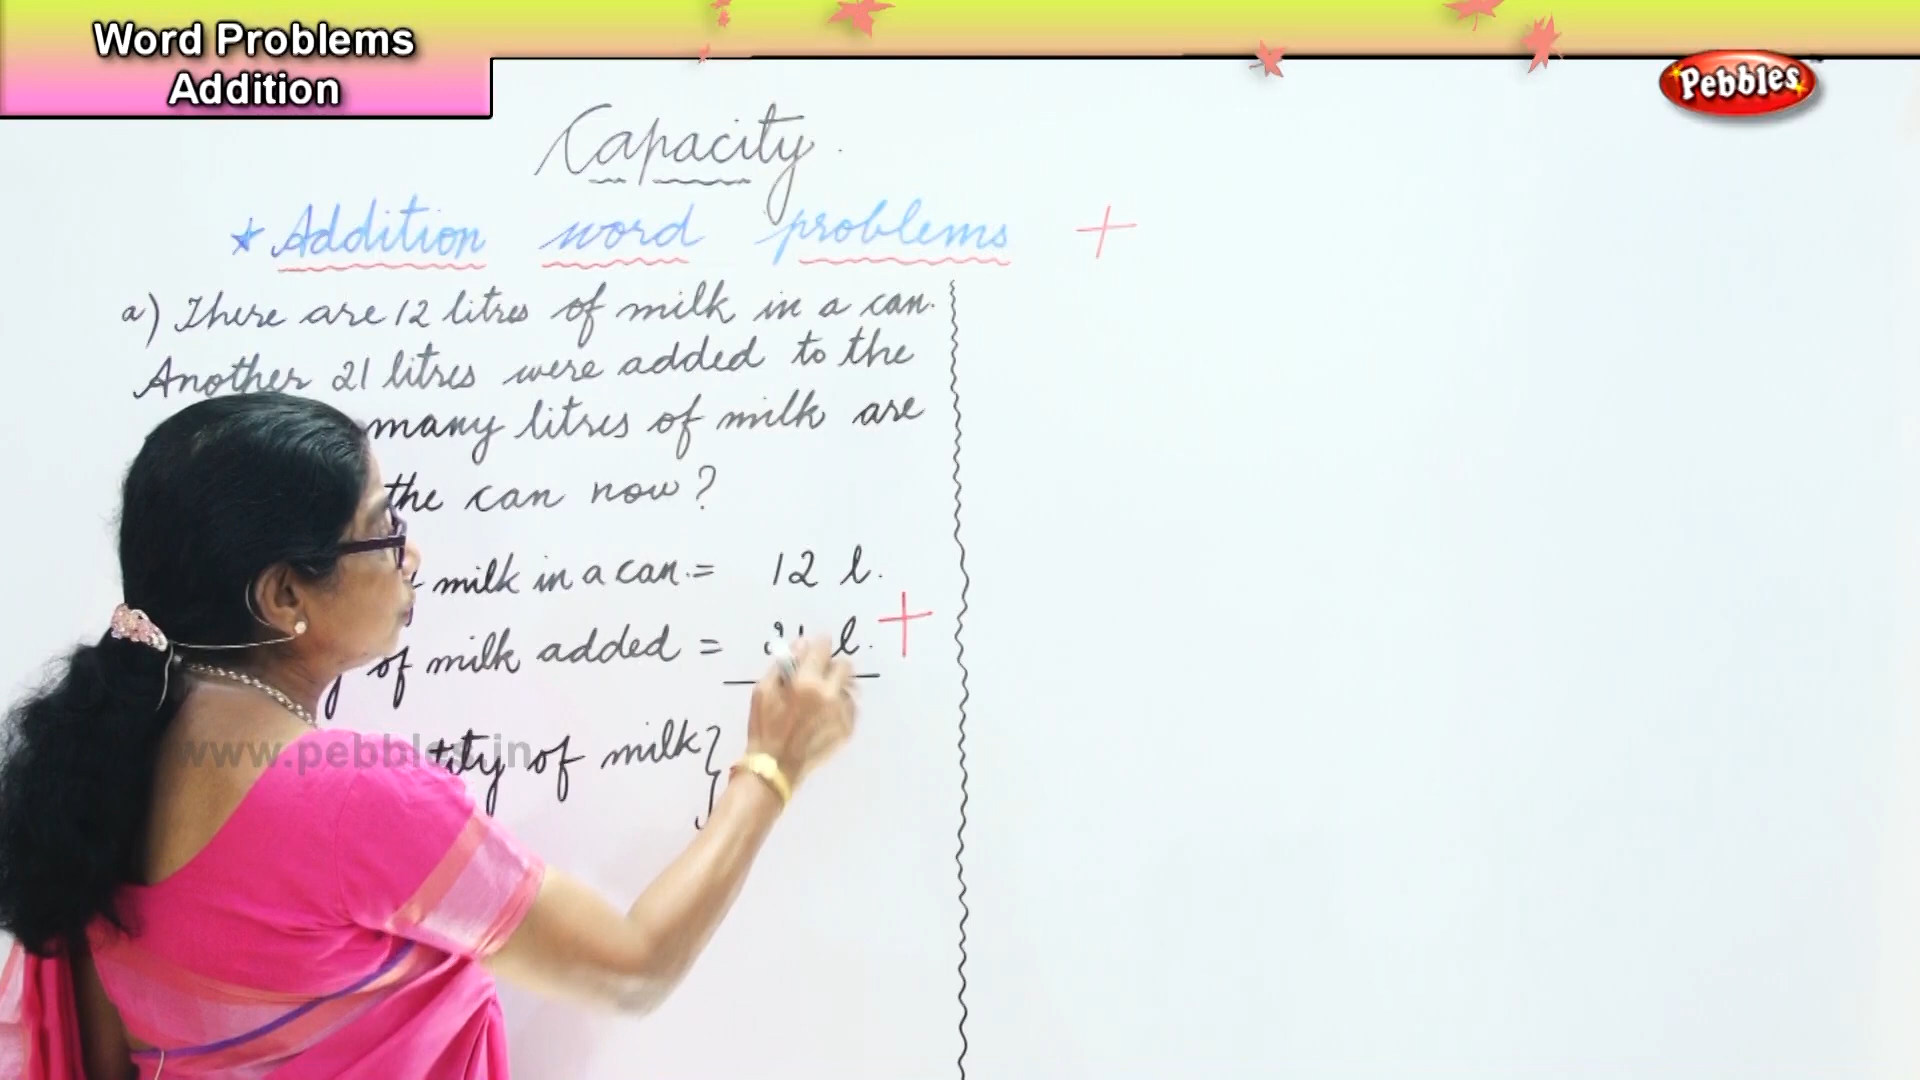 Word Problems
Addition
Pebbles
Capacity.
* Addition word problems +
a) There are 12 litres of milk in a can.
Another 21 litres were added to the
many litres of milk are
the can now?
milk in a can. = 12 l.
of milk added = l. +
of milk }
www.pebbles.in